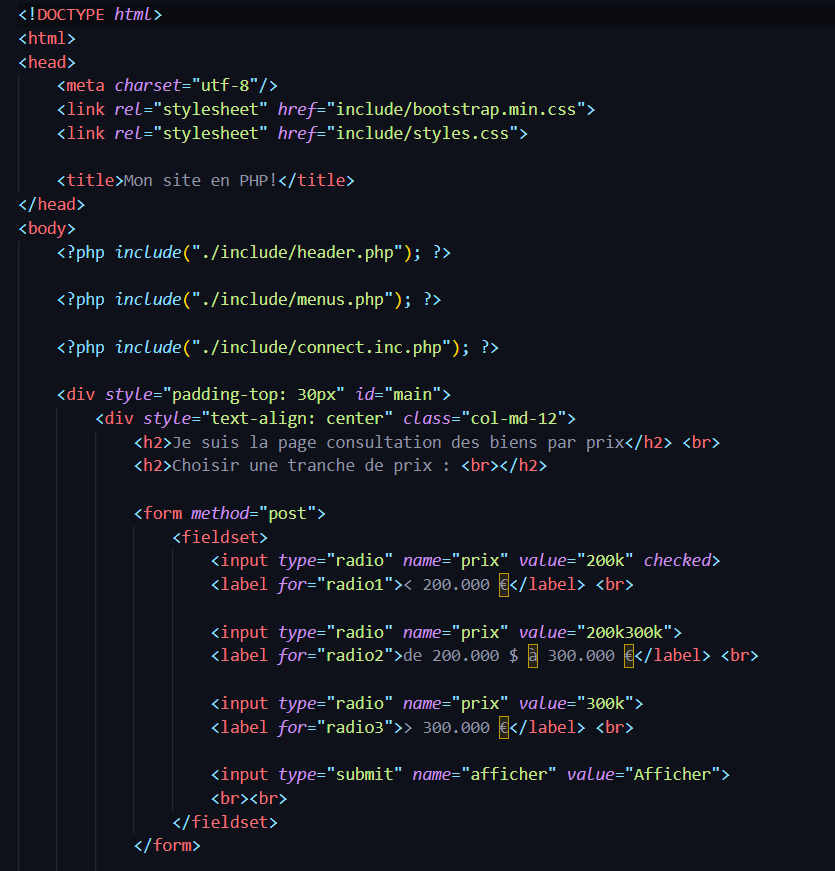 <!DOCTYPE html>
<html>
<head>
<meta charset="utf-8"/>
<link rel="stylesheet" href="include/bootstrap.min.css">
<link rel="stylesheet" href="include/styles.css">
<title>Mon site en PHP!</title>
</head>
<body>
<?php include("./include/header.php"); ?>
<?php include("./include/menus.php"); ?>
<?php include("./include/connect.inc.php"); ?>
<div style="padding-top: 30px" id="main">
<div style="text-align: center" class="col-md-12">
<h2>Je suis la page consultation des biens par prix</h2> <br>
<h2>Choisir une tranche de prix : <br></h2>
<form method="post">
<fieldset>
<input type="radio" name="prix" value="200k" checked>
<label for="radio1">< 200.000 €</label> <br>
<input type="radio" name="prix" value="200k300k">
<label for="radio2">de 200.000 $ à 300.000 €</label> <br>
<input type="radio" name="prix" value="300k">
<label for="radio3">> 300.000 €</label> <br>
<input type="submit" name="afficher" value="Afficher">
<br><br>
</fieldset>
</form>